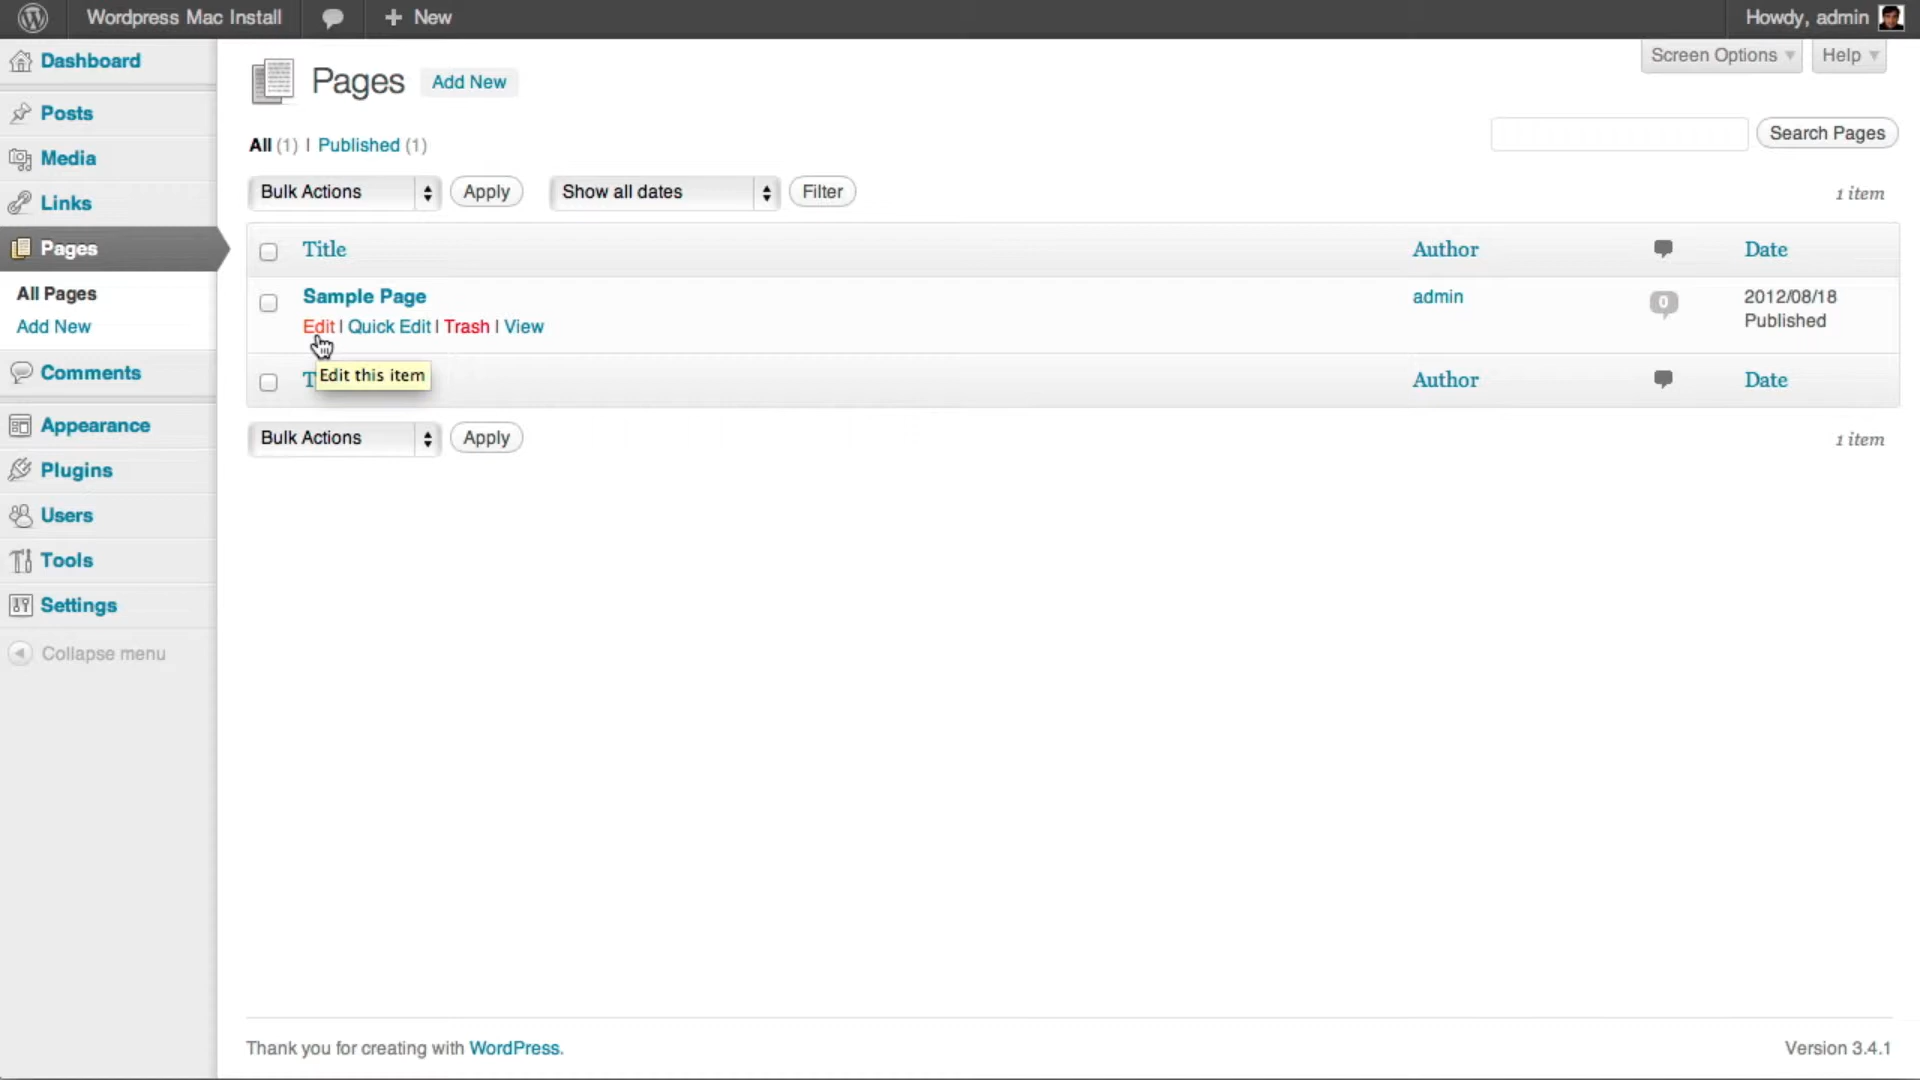 Wordpress Mac Install
New
Howdy, admin
Dashboard
Posts
Media
Links
Pages
All Pages
Add New
Comments
Appearance
Plugins
Users
Tools
Settings
Collapse menu
Screen Options
Help
Pages Add New
All (1) | Published (1)
Search Pages
Bulk Actions Apply Show all dates Filter
1 item
Title Author Date
Sample Page admin 0 2012/08/18
Published
Edit | Quick Edit | Trash | View
Edit this item
T Author Date
Bulk Actions Apply
1 item
Thank you for creating with WordPress.
Version 3.4.1